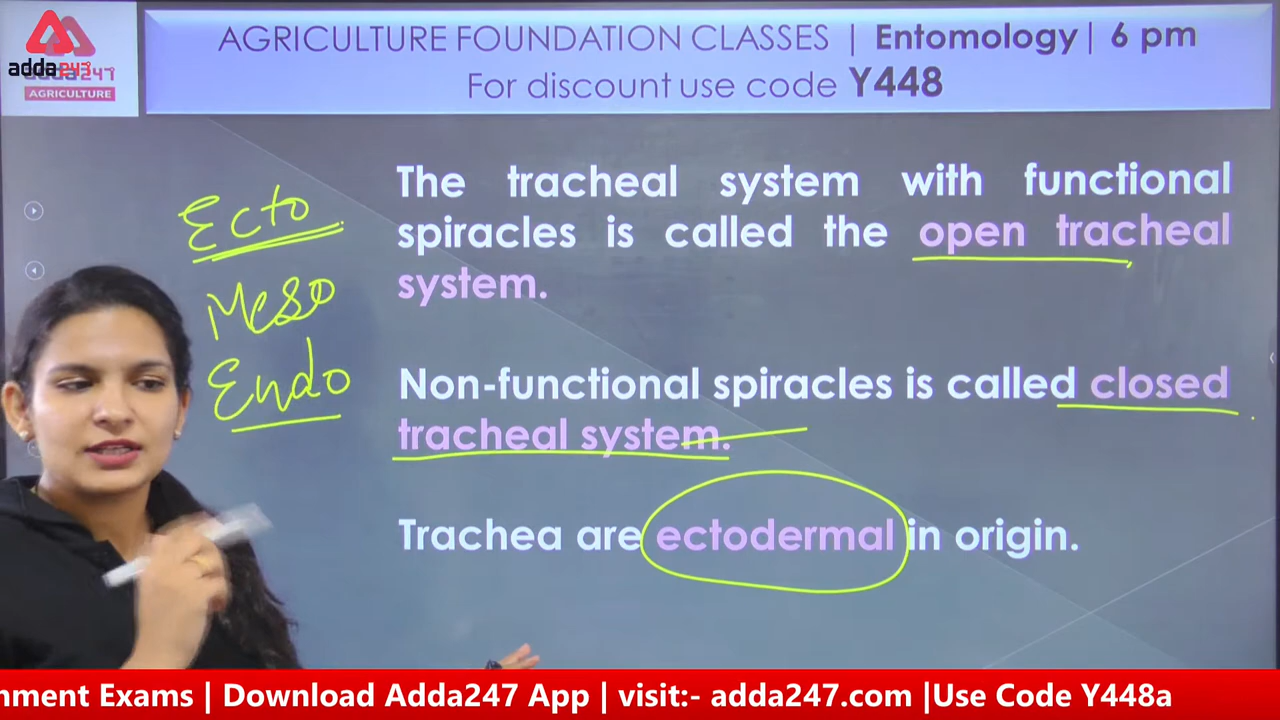 AGRICULTURE FOUNDATION CLASSES | Entomology| 6 pm
For discount use code Y448
adda247
adda247
AGRICULTURE
The tracheal system with functional
spiracles is called the open tracheal
system.
Non-functional spiracles is called closed
tracheal system.
Trachea are ectodermal in origin.
Ecto
Meso
Endo
nment Exams | Download Adda247 App | visit:- adda247.com |Use Code Y448a